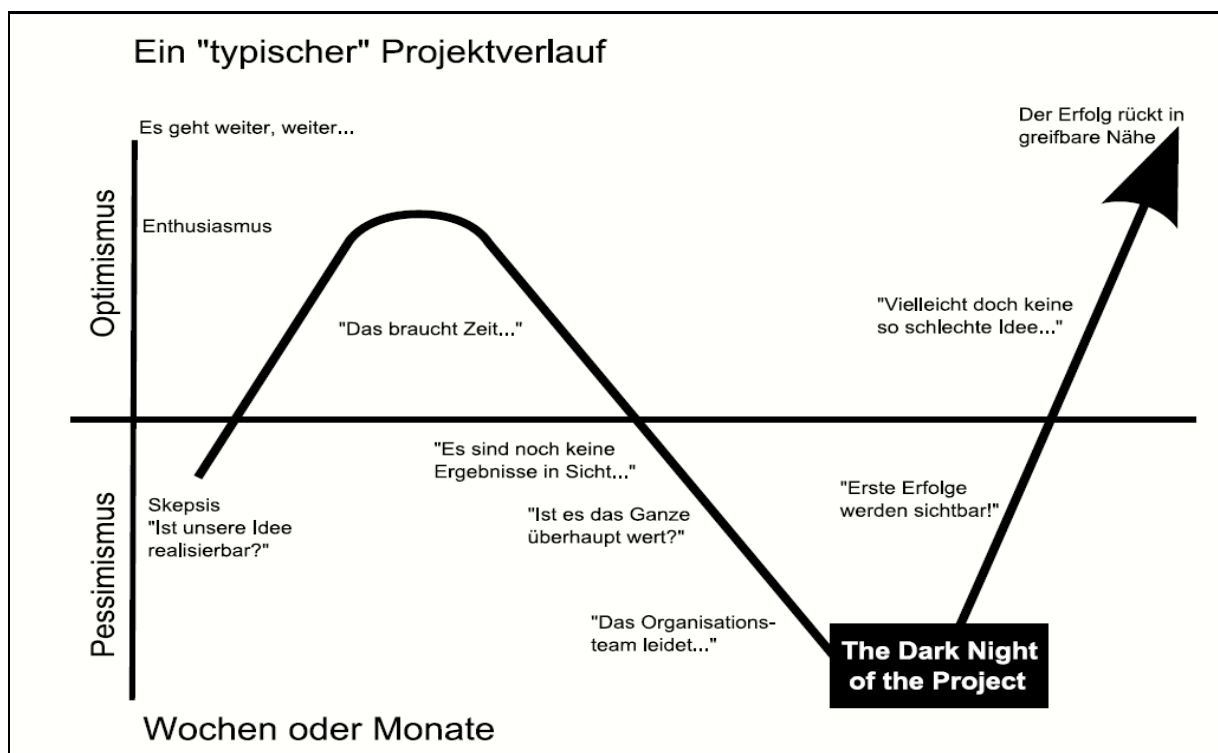 Ein "typischer" Projektverlauf
Es geht weiter, weiter...
Der Erfolg rückt in
greifbare Nähe
Optimismus
Enthusiasmus
"Das braucht Zeit..."
"Vielleicht doch keine
so schlechte Idee..."
"Es sind noch keine
Ergebnisse in Sicht..."
Pessimismus
Skepsis
"Ist unsere Idee
realisierbar?"
"Ist es das Ganze
überhaupt wert?"
"Erste Erfolge
werden sichtbar!"
"Das Organisations-
team leidet..."
The Dark Night
of the Project
Wochen oder Monate